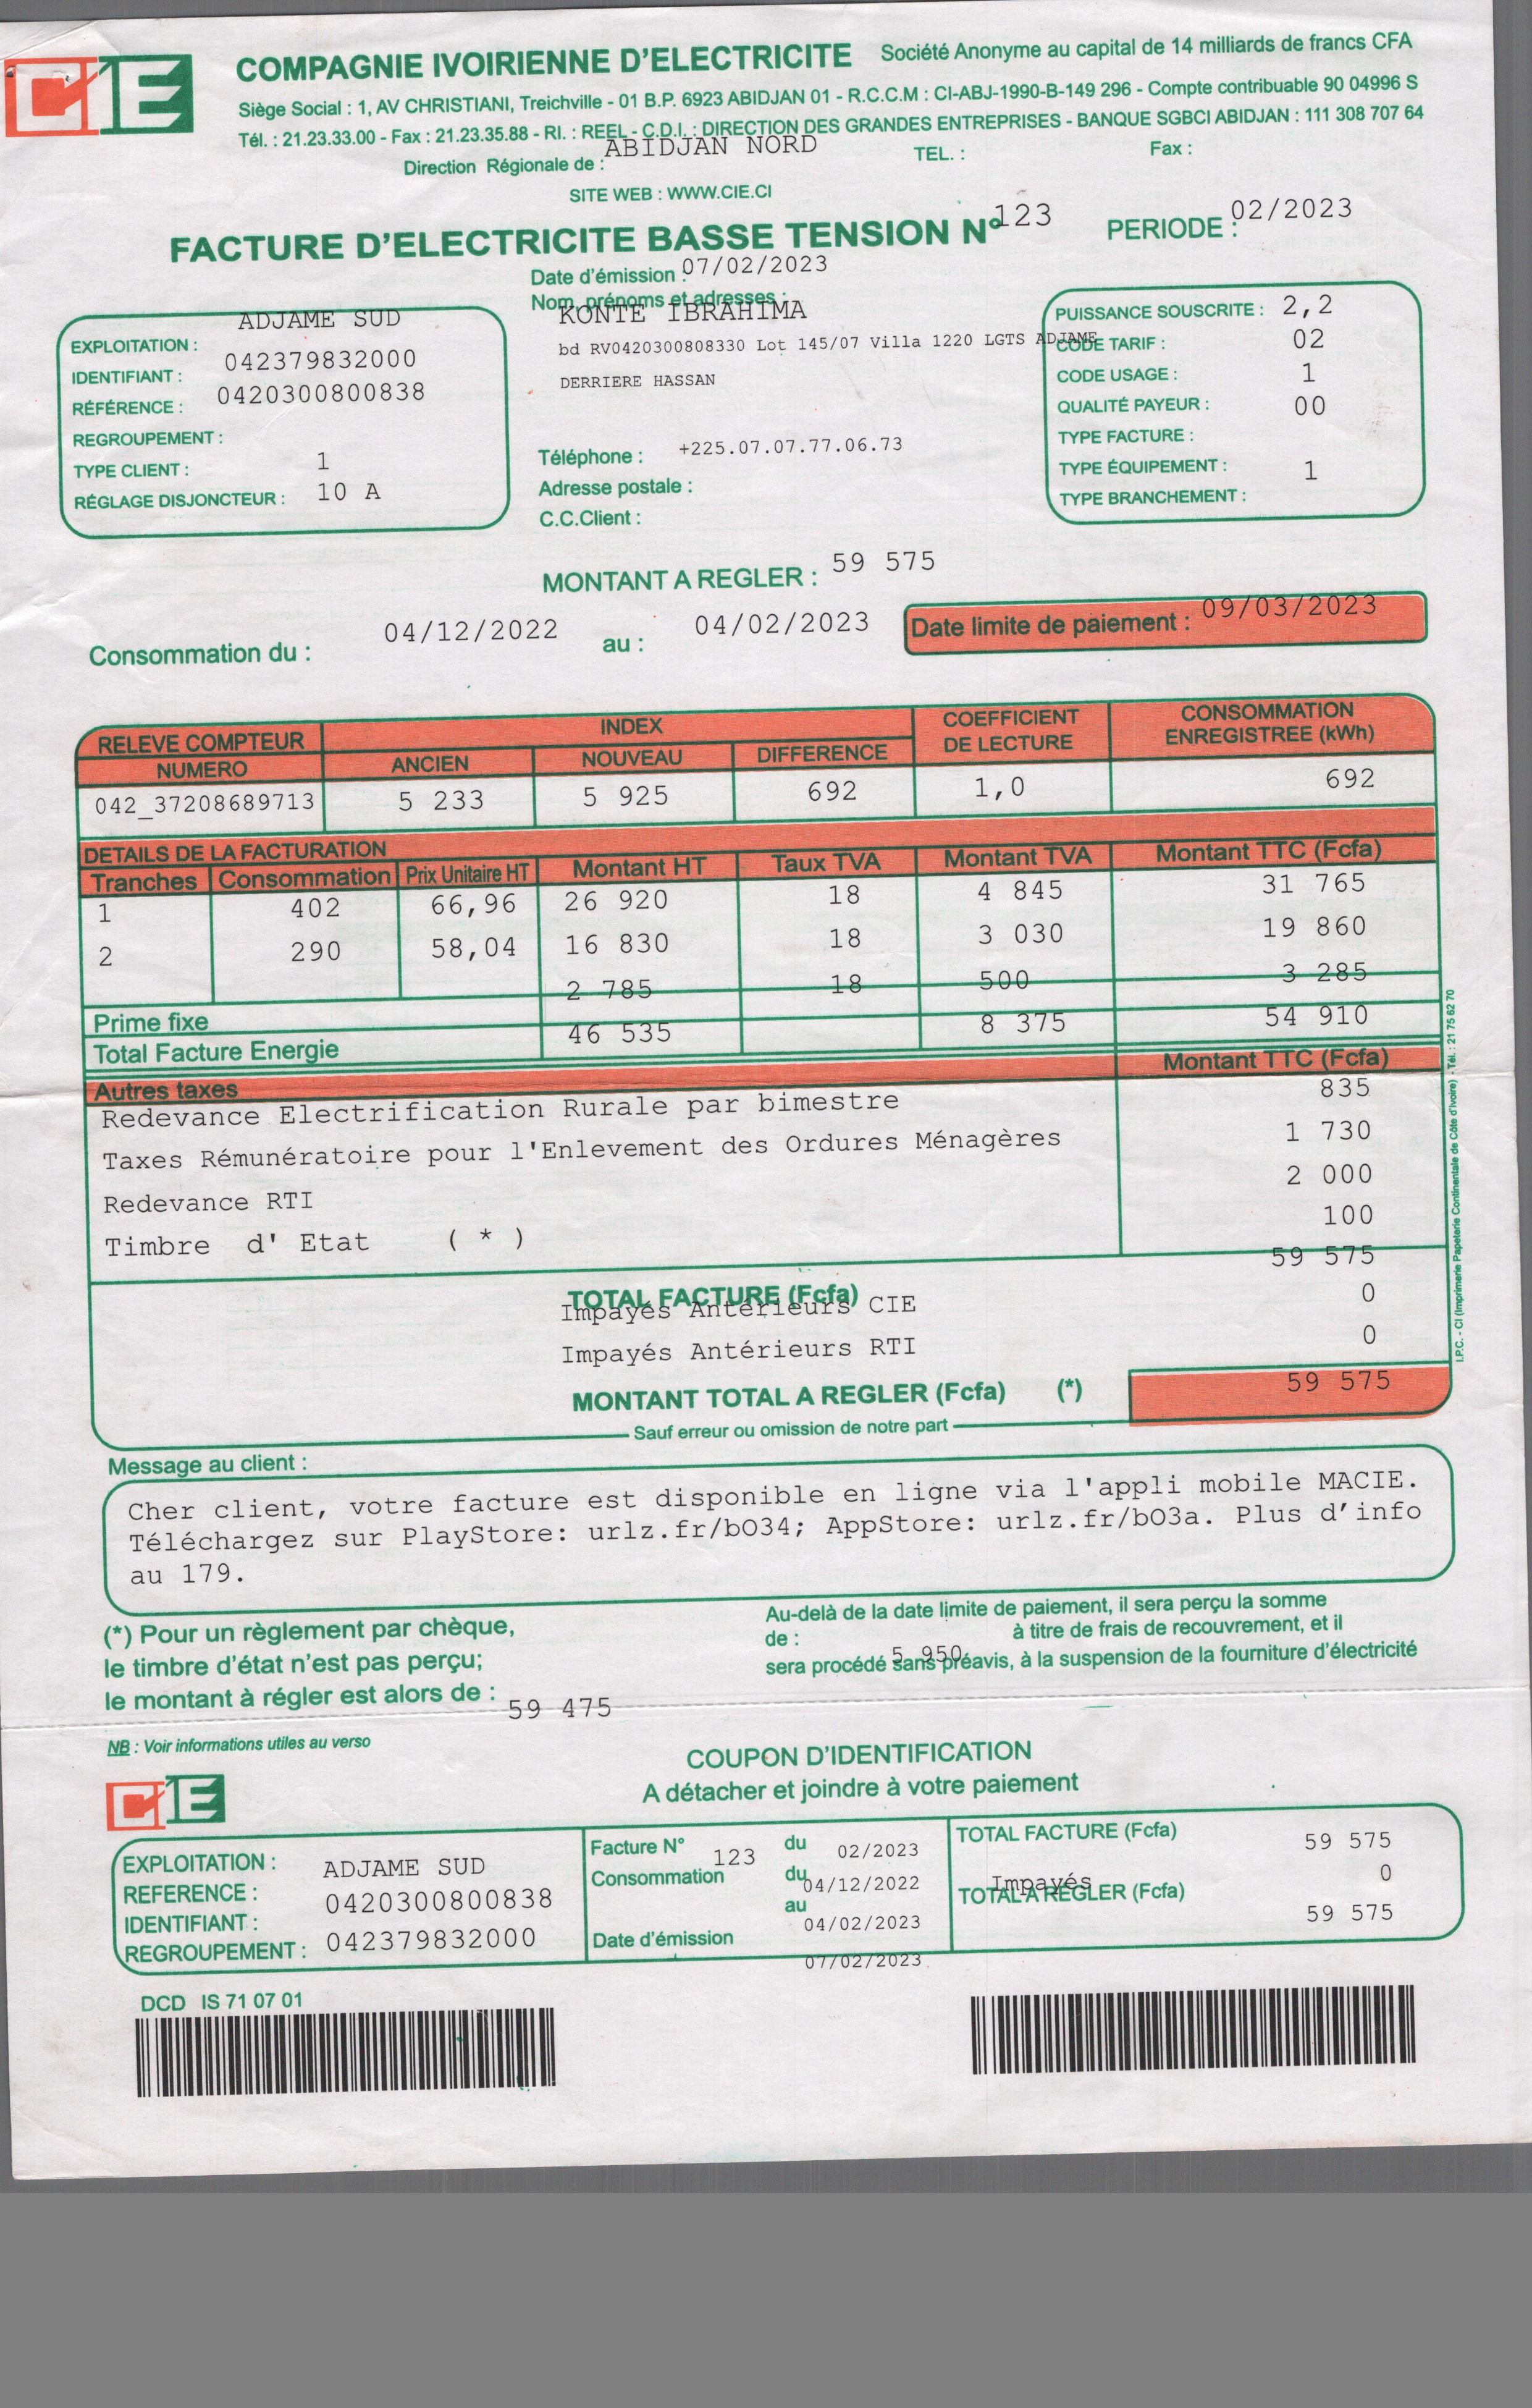 CIE
COMPAGNIE IVOIRIENNE D'ELECTRICITE Société Anonyme au capital de 14 milliards de francs CFA
Siège Social : 1, AV CHRISTIANI, Treichville - 01 B.P. 6923 ABIDJAN 01 - R.C.C.M : CI-ABJ-1990-B-149 296 - Compte contribuable 90 04996 S
Tél. : 21.23.33.00 - Fax : 21.23.35.88 - RI. : REEL - C.D.I. : DIRECTION DES GRANDES ENTREPRISES - BANQUE SGBCI ABIDJAN : 111 308 707 64
Direction Régionale de : ABIDJAN NORD TEL. : Fax :
SITE WEB : WWW.CIE.CI
FACTURE D'ELECTRICITE BASSE TENSION N° 123 PERIODE : 02/2023
Date d'émission : 07/02/2023
Nom, prénoms et adresses :
KONTE IBRAHIMA
bd RV0420300808330 Lot 145/07 Villa 1220 LGTS ADJAME
DERRIERE HASSAN
Téléphone : +225.07.07.77.06.73
Adresse postale :
C.C.Client :
EXPLOITATION : ADJAME SUD
IDENTIFIANT : 042379832000
RÉFÉRENCE : 0420300800838
REGROUPEMENT :
TYPE CLIENT : 1
RÉGLAGE DISJONCTEUR : 10 A
PUISSANCE SOUSCRITE : 2,2
CODE TARIF : 02
CODE USAGE : 1
QUALITÉ PAYEUR : 00
TYPE FACTURE :
TYPE ÉQUIPEMENT : 1
TYPE BRANCHEMENT :
MONTANT A REGLER : 59 575
Consommation du : 04/12/2022 au : 04/02/2023 Date limite de paiement : 09/03/2023
RELEVE COMPTEUR INDEX COEFFICIENT DE LECTURE CONSOMMATION ENREGISTREE (kWh)
NUMERO ANCIEN NOUVEAU DIFFERENCE
042_37208689713 5 233 5 925 692 1,0 692
DETAILS DE LA FACTURATION
Tranches Consommation Prix Unitaire HT Montant HT Taux TVA Montant TVA Montant TTC (Fcfa)
1 402 66,96 26 920 18 4 845 31 765
2 290 58,04 16 830 18 3 030 19 860
Prime fixe 2 785 18 500 3 285
Total Facture Energie 46 535 8 375 54 910
Autres taxes Montant TTC (Fcfa)
Redevance Electrification Rurale par bimestre 835
Taxes Rémunératoire pour l'Enlevement des Ordures Ménagères 1 730
Redevance RTI 2 000
Timbre d' Etat ( * ) 100
TOTAL FACTURE (Fcfa) 59 575
Impayés Antérieurs CIE 0
Impayés Antérieurs RTI 0
MONTANT TOTAL A REGLER (Fcfa) (*) 59 575
Sauf erreur ou omission de notre part
I.P.C. - CI (Imprimerie Papeterie Continentale de Côte d'Ivoire) - Tél. : 21 75 62 70
Message au client :
Cher client, votre facture est disponible en ligne via l'appli mobile MACIE.
Téléchargez sur PlayStore: urlz.fr/bO34; AppStore: urlz.fr/bO3a. Plus d'info
au 179.
(*) Pour un règlement par chèque,
le timbre d'état n'est pas perçu;
le montant à régler est alors de : 59 475
Au-delà de la date limite de paiement, il sera perçu la somme
de : 5 950 à titre de frais de recouvrement, et il
sera procédé sans préavis, à la suspension de la fourniture d'électricité
NB : Voir informations utiles au verso
COUPON D'IDENTIFICATION
A détacher et joindre à votre paiement
CIE
EXPLOITATION : ADJAME SUD
REFERENCE : 0420300800838
IDENTIFIANT :
REGROUPEMENT : 042379832000
Facture N° 123 du 02/2023
Consommation du 04/12/2022
au 04/02/2023
Date d'émission 07/02/2023
TOTAL FACTURE (Fcfa) 59 575
Impayés 0
TOTAL A REGLER (Fcfa) 59 575
DCD IS 71 07 01